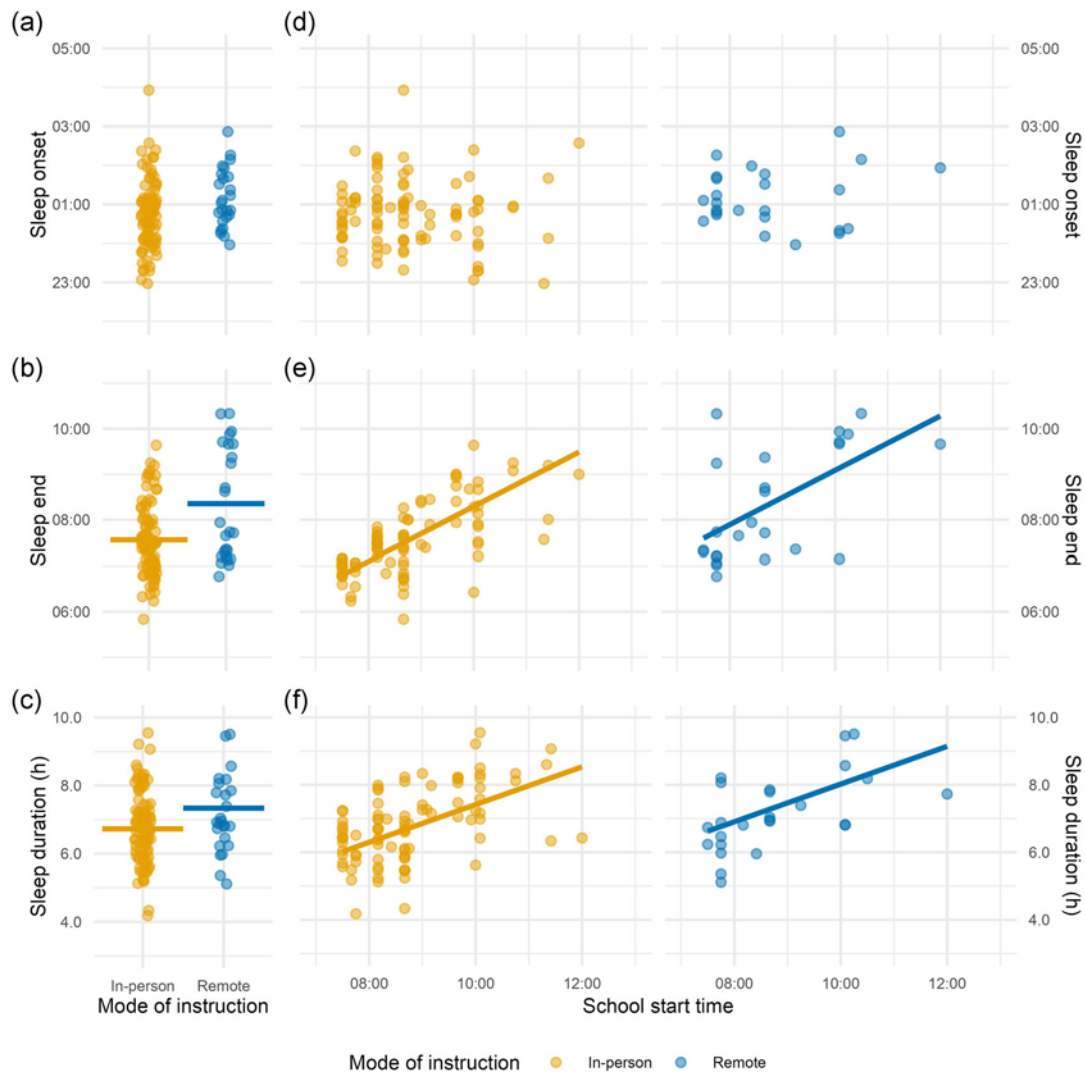 (a)
(d)
05:00
03:00
01:00
23:00
Sleep onset
05:00
03:00
01:00
23:00
Sleep onset
(b)
(e)
10:00
08:00
06:00
Sleep end
10:00
08:00
06:00
Sleep end
(c)
(f)
10.0
8.0
6.0
4.0
Sleep duration (h)
10.0
8.0
6.0
4.0
Sleep duration (h)
In-person Remote
Mode of instruction
08:00 10:00 12:00 08:00 10:00 12:00
School start time
Mode of instruction In-person Remote